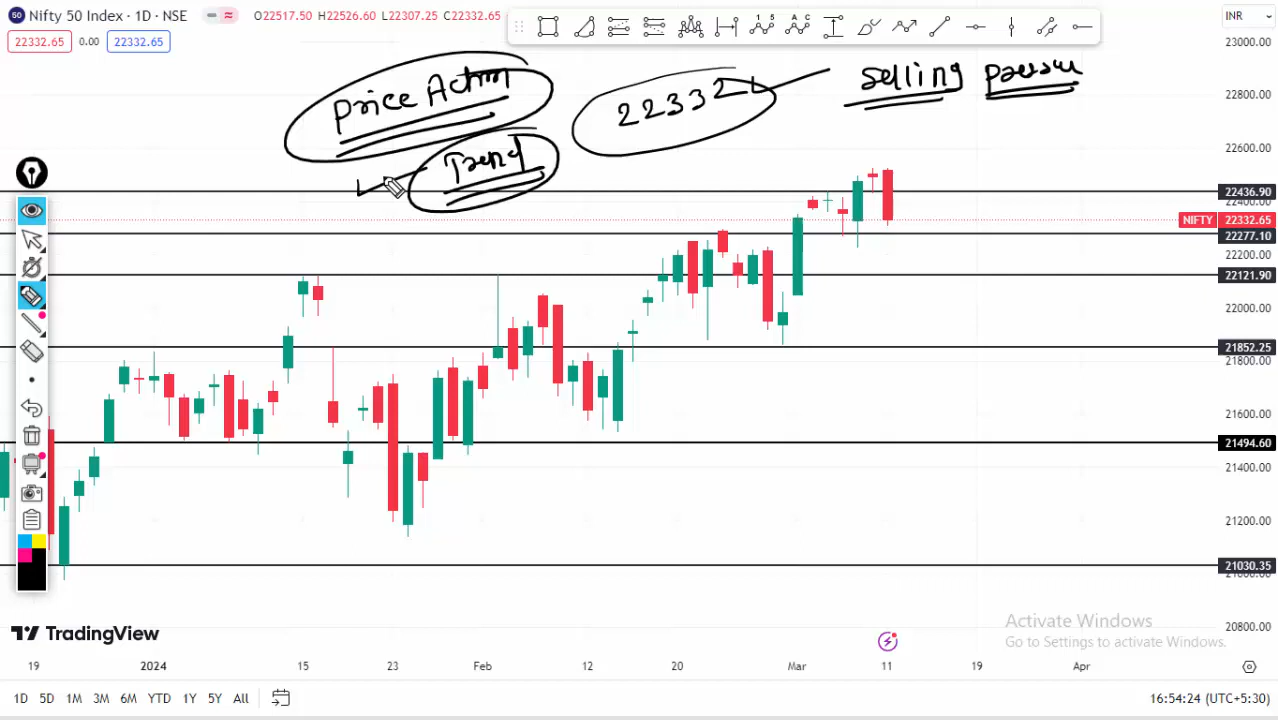 Nifty 50 Index · 1D · NSE O22517.50 H22526.60 L22307.25 C22332.65
22332.65 0.00 22332.65
INR
Price Action
22332
selling
Trend
23000.00
22800.00
22600.00
22436.90
22400.00
NIFTY 22332.65
22277.10
22200.00
22121.90
22000.00
21852.25
21800.00
21600.00
21494.60
21400.00
21200.00
21030.35
21000.00
20800.00
TradingView
Activate Windows
Go to Settings to activate Windows.
19 2024 15 23 Feb 12 20 Mar 11 19 Apr
1D 5D 1M 3M 6M YTD 1Y 5Y All 16:54:24 (UTC+5:30)